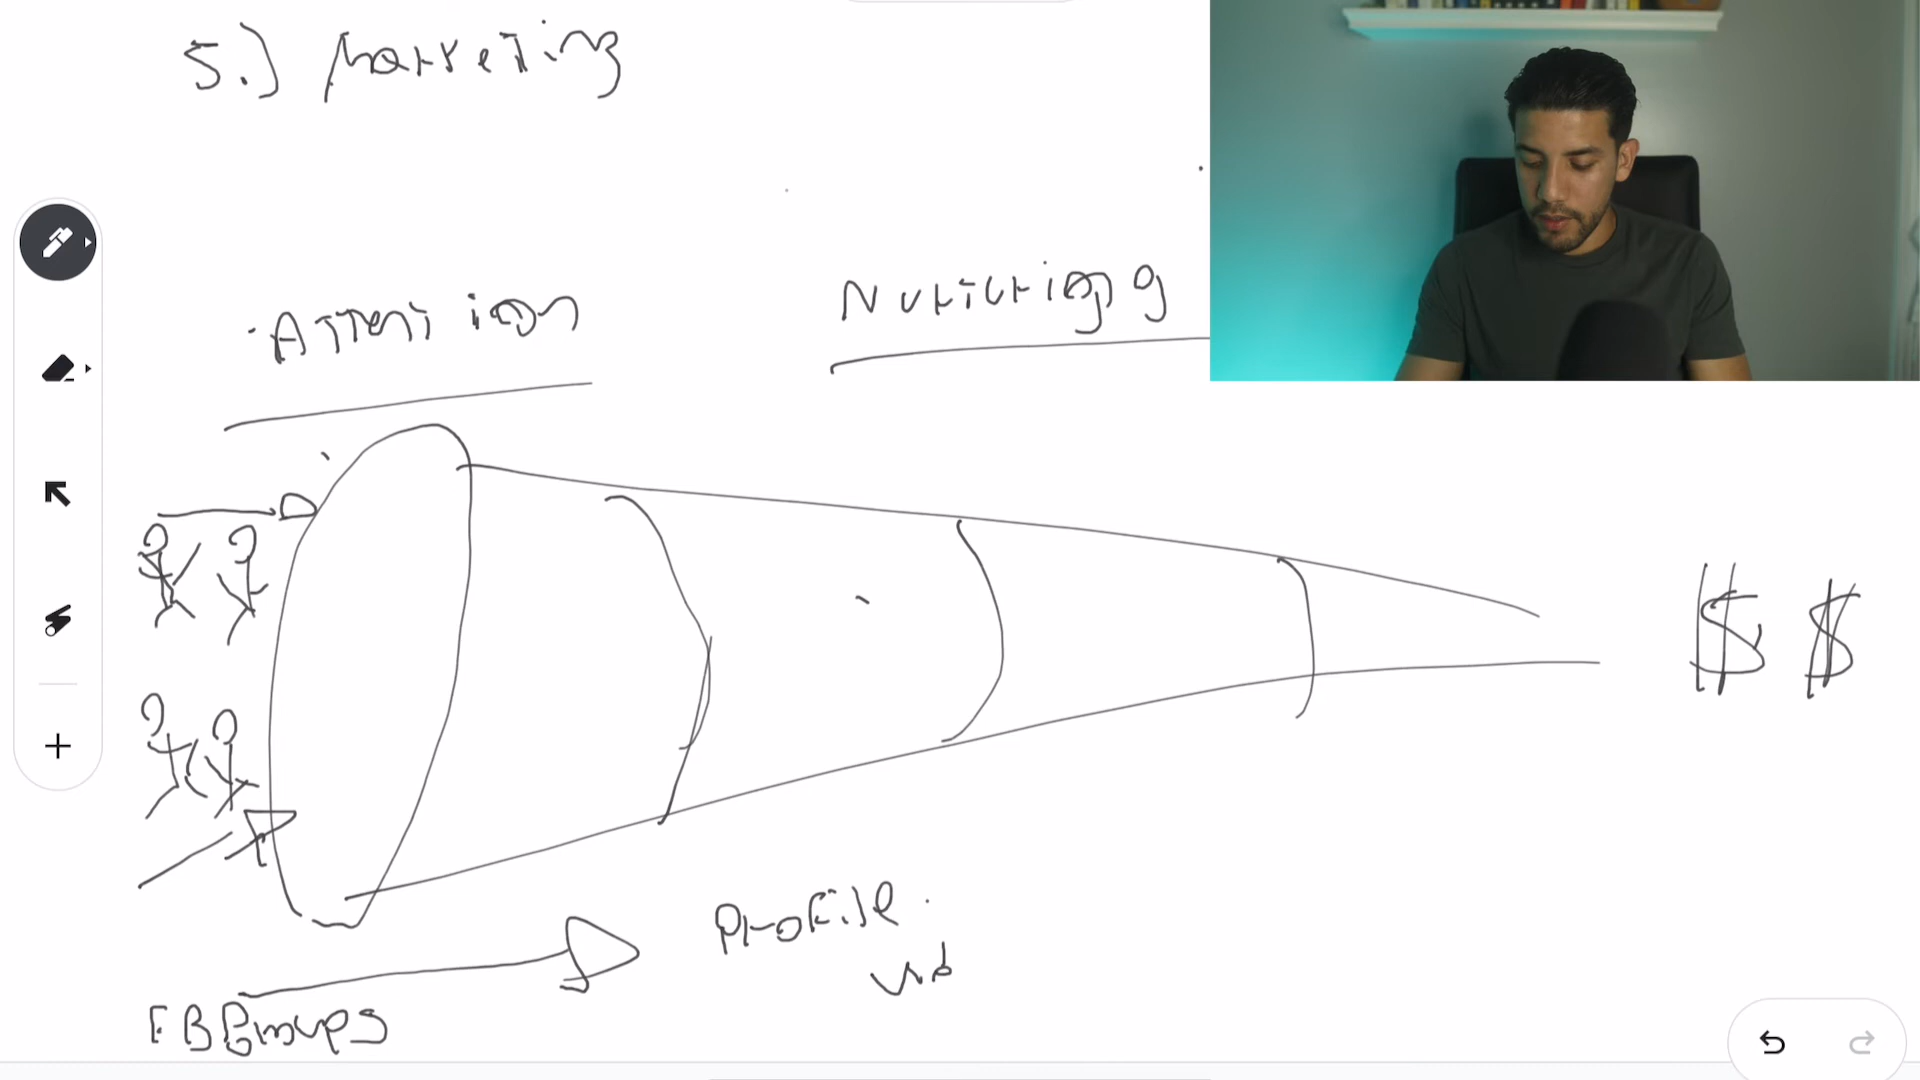 5.) Marketing
Attention
Nurturing
$ $
Profile
FB Groups